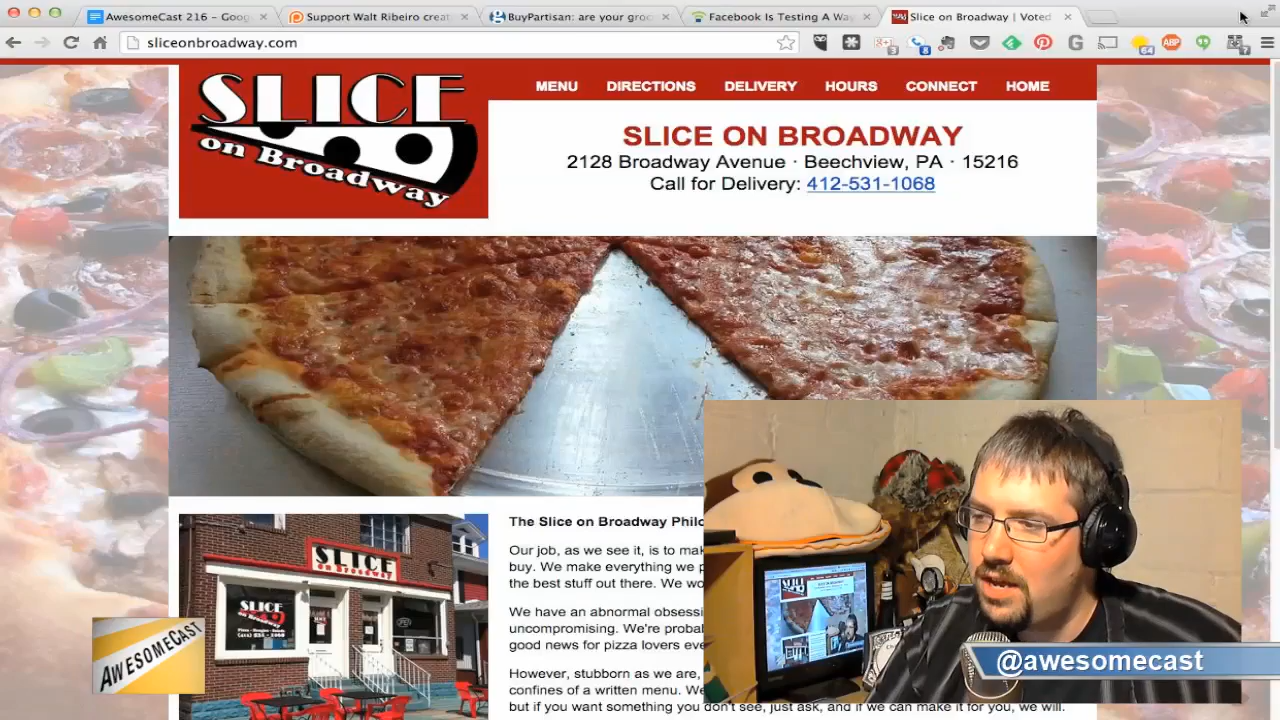 AwesomeCast 216 - Goog
Support Walt Ribeiro creat
BuyPartisan: are your groc
Facebook Is Testing A Way
Slice on Broadway | Voted
sliceonbroadway.com
SLICE
on Broadway
MENU DIRECTIONS DELIVERY HOURS CONNECT HOME
SLICE ON BROADWAY
2128 Broadway Avenue · Beechview, PA · 15216
Call for Delivery: 412-531-1068
The Slice on Broadway Philo
Our job, as we see it, is to mak
buy. We make everything we p
the best stuff out there. We wo
We have an abnormal obsessi
uncompromising. We're probal
good news for pizza lovers eve
However, stubborn as we are,
confines of a written menu. We
but if you want something you don't see, just ask, and if we can make it for you, we will.
SLICE
on Broadway
SLICE
on Broadway
AWESOMECAST
@awesomecast